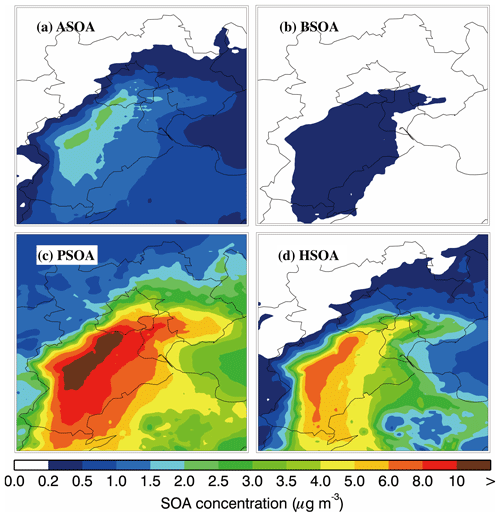 (a) ASOA
(b) BSOA
(c) PSOA
(d) HSOA
0.0 0.2 0.5 1.0 1.5 2.0 2.5 3.0 3.5 4.0 5.0 6.0 8.0 10 >
SOA concentration (μg m⁻³)